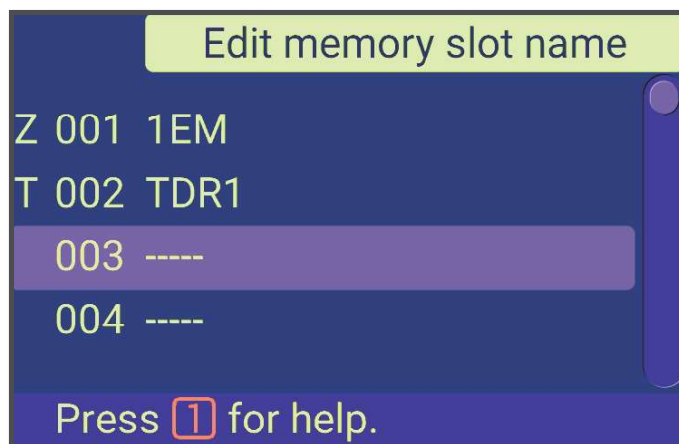 Edit memory slot name
Z 001 1EM
T 002 TDR1
003 -----
004 -----
Press 1 for help.